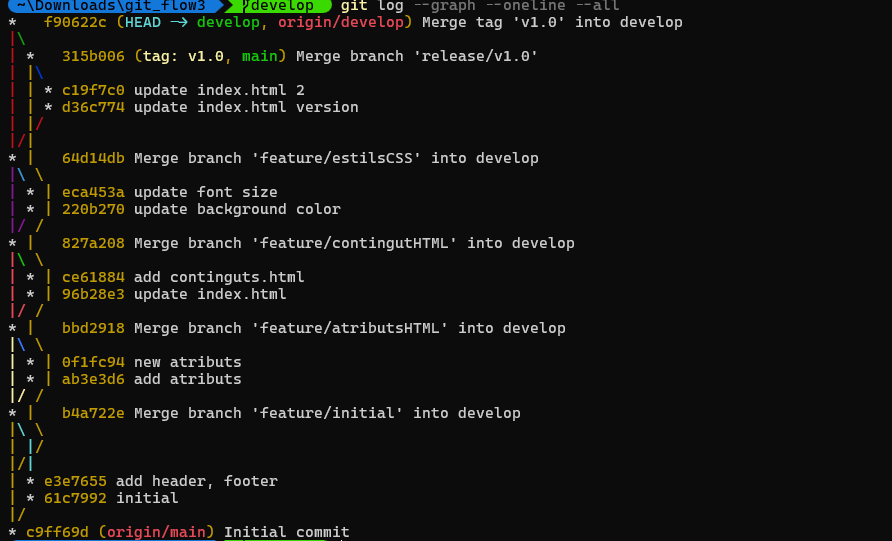 ~\Downloads\git_flow3 develop git log --graph --oneline --all
* f90622c (HEAD -> develop, origin/develop) Merge tag 'v1.0' into develop
|\
| * 315b006 (tag: v1.0, main) Merge branch 'release/v1.0'
| |\
| | * c19f7c0 update index.html 2
| | * d36c774 update index.html version
| |/
|/|
* | 64d14db Merge branch 'feature/estilsCSS' into develop
|\ \
| * | eca453a update font size
| * | 220b270 update background color
|/ /
* | 827a208 Merge branch 'feature/contingutHTML' into develop
|\ \
| * | ce61884 add continguts.html
| * | 96b28e3 update index.html
|/ /
* | bbd2918 Merge branch 'feature/atributsHTML' into develop
|\ \
| * | 0f1fc94 new atributs
| * | ab3e3d6 add atributs
|/ /
* | b4a722e Merge branch 'feature/initial' into develop
|\ \
| |/
|/|
| * e3e7655 add header, footer
| * 61c7992 initial
|/
* c9ff69d (origin/main) Initial commit